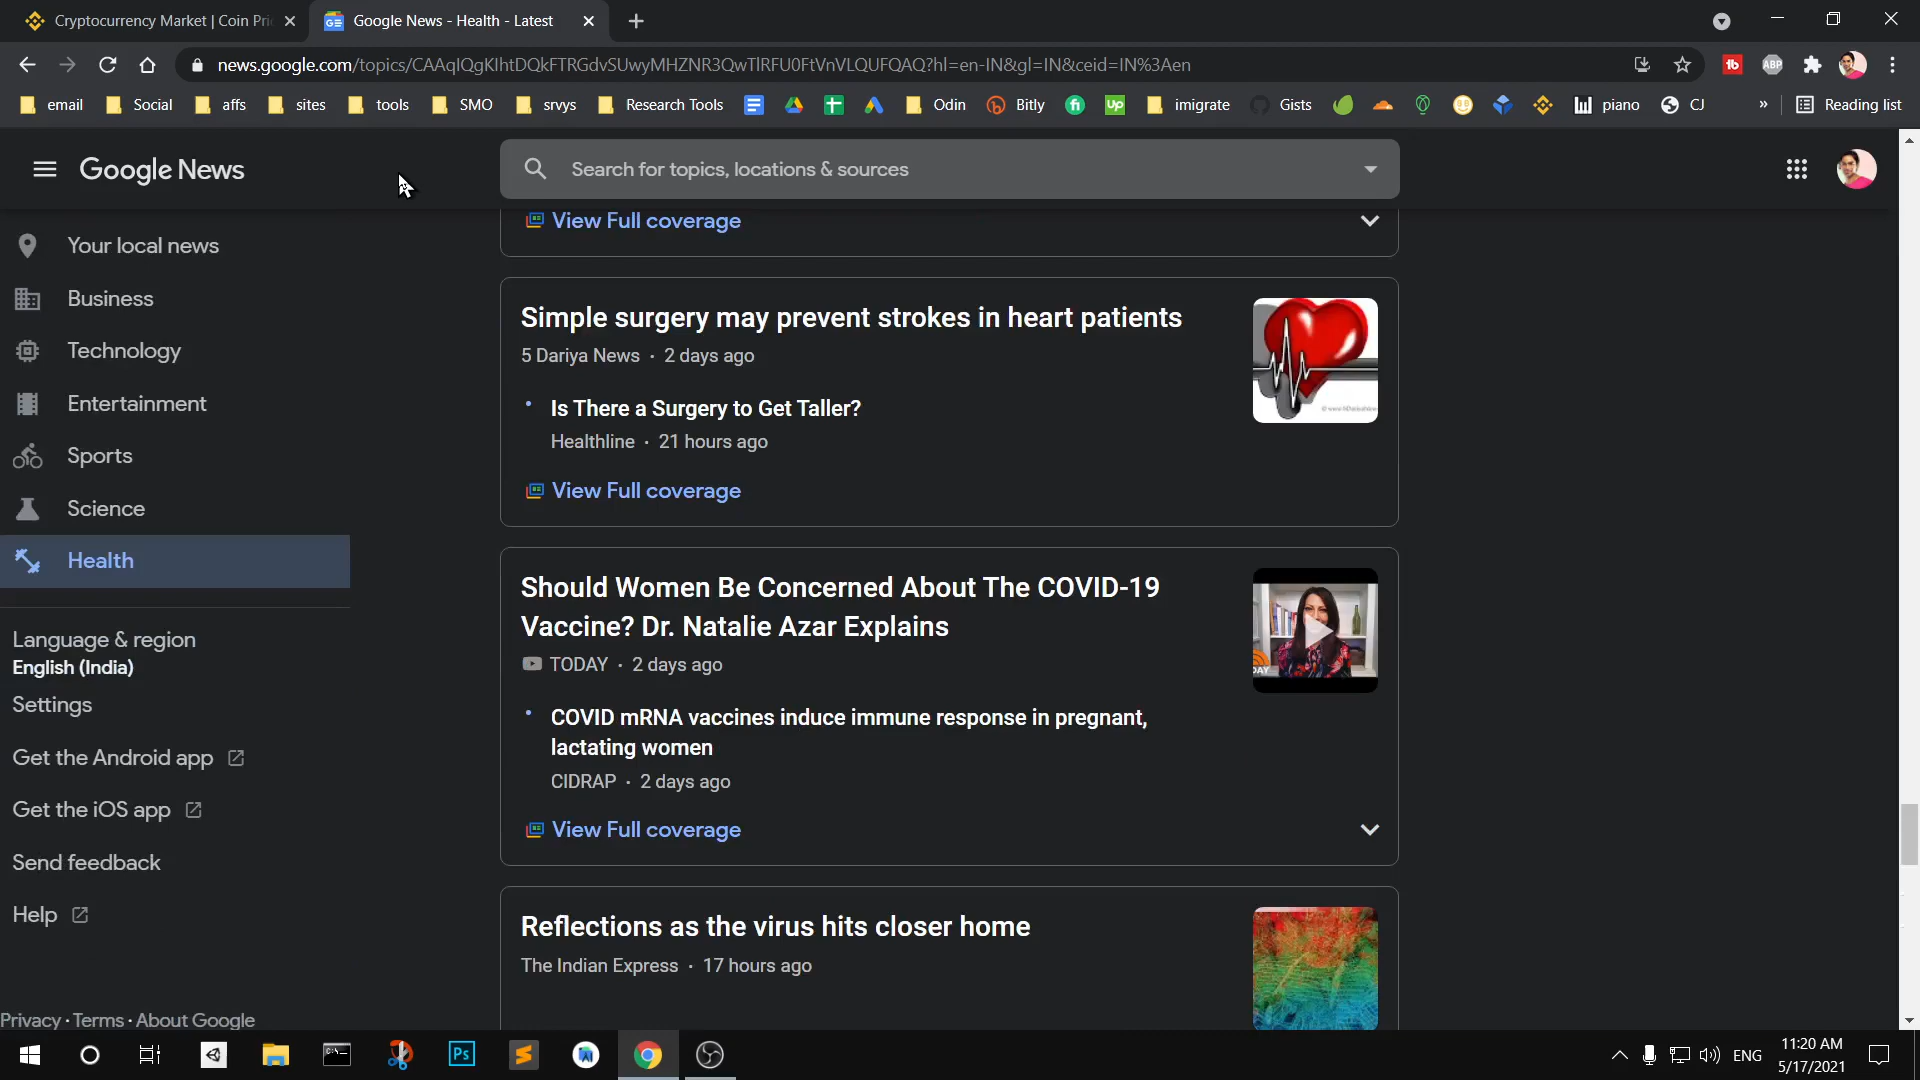 Cryptocurrency Market | Coin Pri
Google News - Health - Latest
news.google.com/topics/CAAqIQgKIhtDQkFTRGdvSUwyMHZNR3QwTlRFU0FtVnVLQUFQAQ?hl=en-IN&gl=IN&ceid=IN%3Aen
email Social affs sites tools SMO srvys Research Tools Odin Bitly imigrate Gists piano CJ » Reading list
Google News
Search for topics, locations & sources
Your local news
Business
Technology
Entertainment
Sports
Science
Health
Language & region
English (India)
Settings
Get the Android app
Get the iOS app
Send feedback
Help
Privacy · Terms · About Google
View Full coverage
Simple surgery may prevent strokes in heart patients
5 Dariya News · 2 days ago
Is There a Surgery to Get Taller?
Healthline · 21 hours ago
View Full coverage
Should Women Be Concerned About The COVID-19
Vaccine? Dr. Natalie Azar Explains
TODAY · 2 days ago
COVID mRNA vaccines induce immune response in pregnant,
lactating women
CIDRAP · 2 days ago
View Full coverage
Reflections as the virus hits closer home
The Indian Express · 17 hours ago
ENG
11:20 AM
5/17/2021